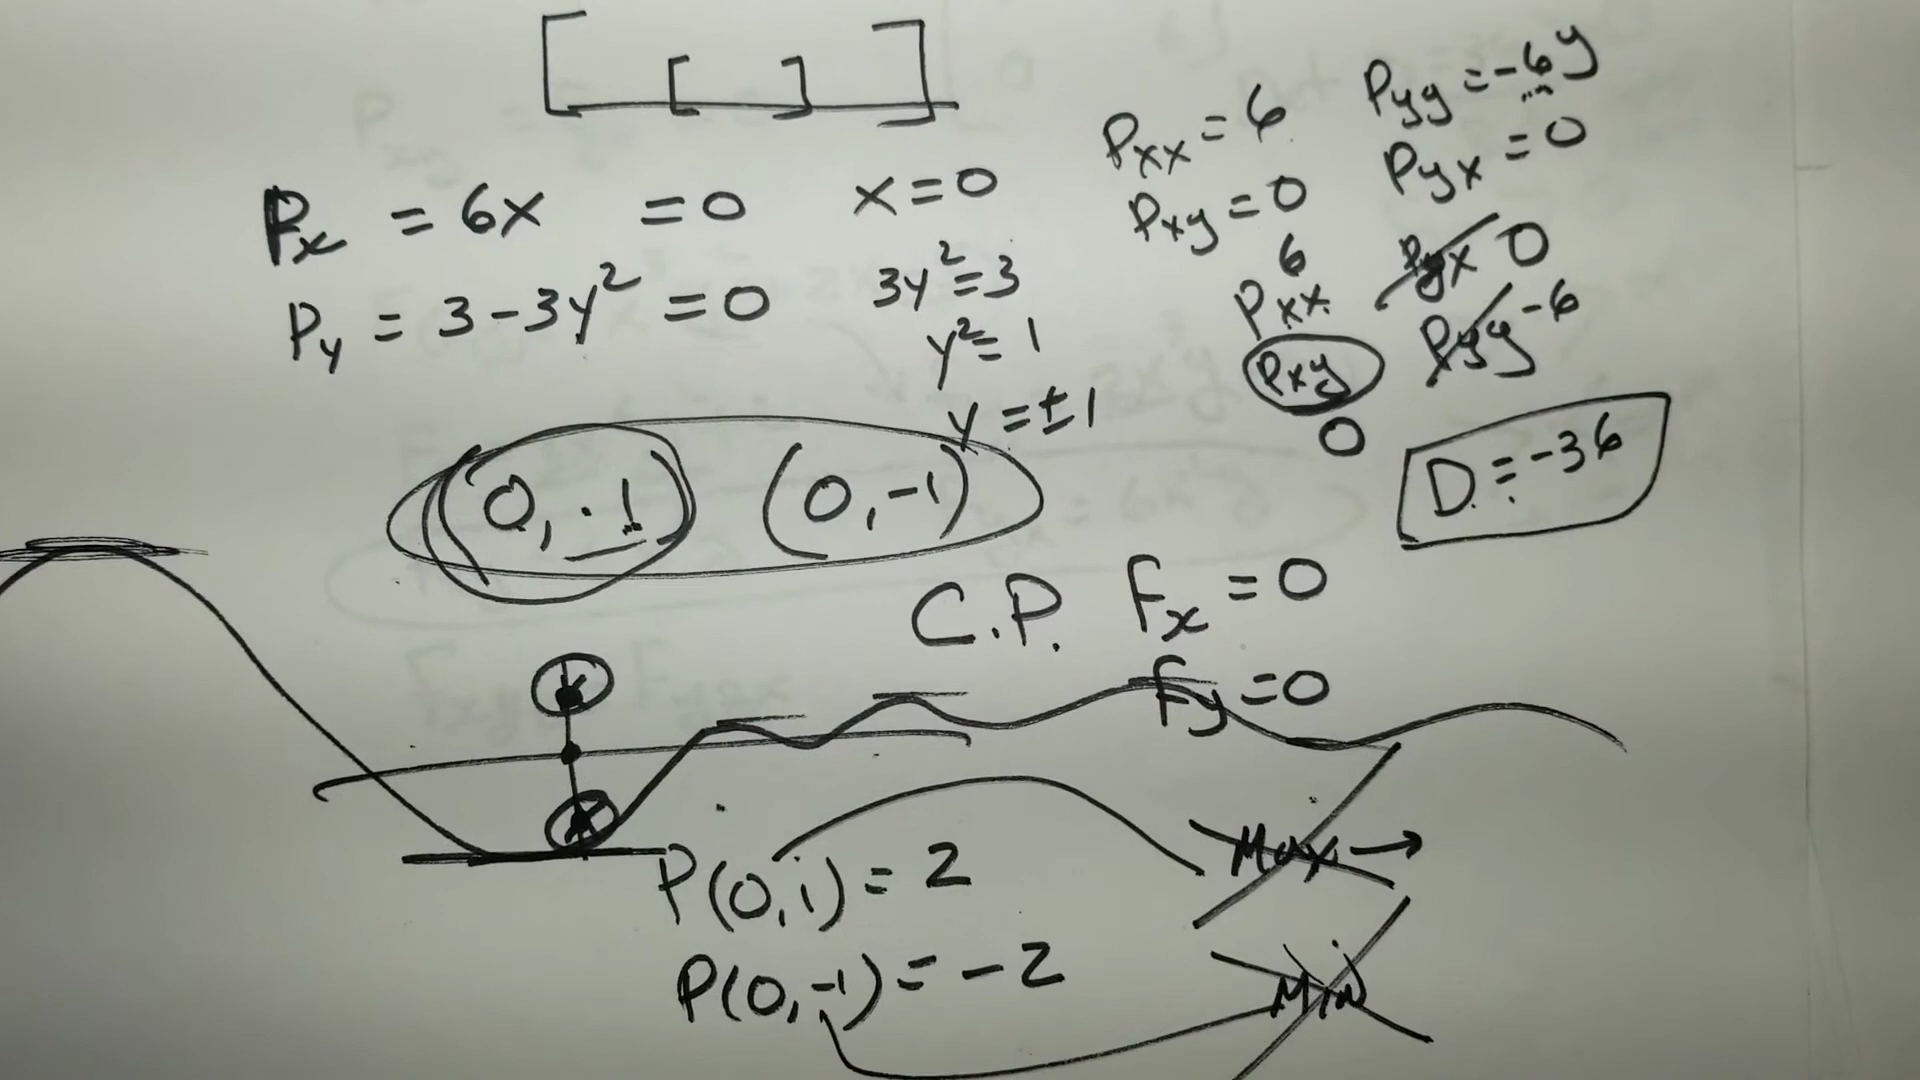 Px = 6x = 0 x = 0
Py = 3 - 3y² = 0 3y² = 3
y² = 1
y = ±1
Pxx = 6 Pyy = -6y
Pxy = 0 Pyx = 0
6
Pxx Pyx 0
Pxy Pyy -6
0
D = -36
(0, 1) (0, -1)
C.P. Fx = 0
Fy = 0
P(0, 1) = 2 Max →
P(0, -1) = -2 Min